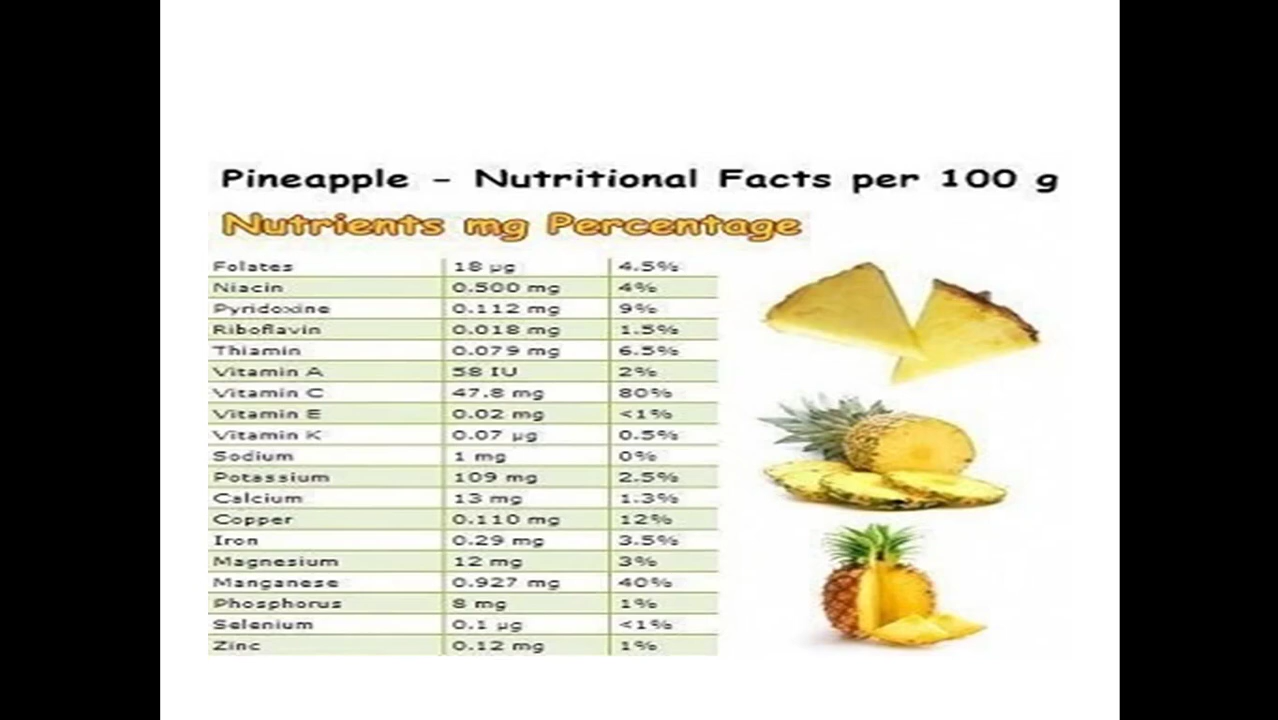 Pineapple - Nutritional Facts per 100 g
Nutrients mg Percentage
Folates 18 µg 4.5%
Niacin 0.500 mg 4%
Pyridoxine 0.112 mg 9%
Riboflavin 0.018 mg 1.5%
Thiamin 0.079 mg 6.5%
Vitamin A 58 IU 2%
Vitamin C 47.8 mg 80%
Vitamin E 0.02 mg <1%
Vitamin K 0.07 µg 0.5%
Sodium 1 mg 0%
Potassium 109 mg 2.5%
Calcium 13 mg 1.3%
Copper 0.110 mg 12%
Iron 0.29 mg 3.5%
Magnesium 12 mg 3%
Manganese 0.927 mg 40%
Phosphorus 8 mg 1%
Selenium 0.1 µg <1%
Zinc 0.12 mg 1%